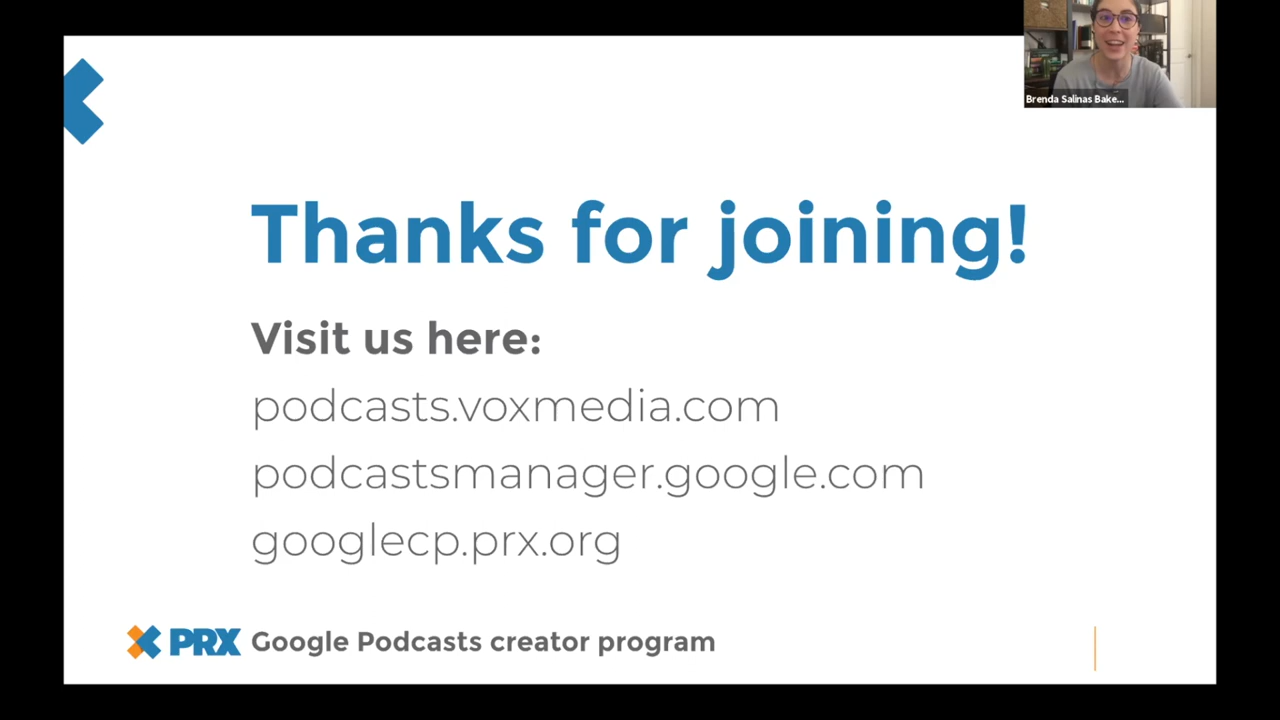 Brenda Salinas Bake...
Thanks for joining!
Visit us here:
podcasts.voxmedia.com
podcastsmanager.google.com
googlecp.prx.org
PRX Google Podcasts creator program